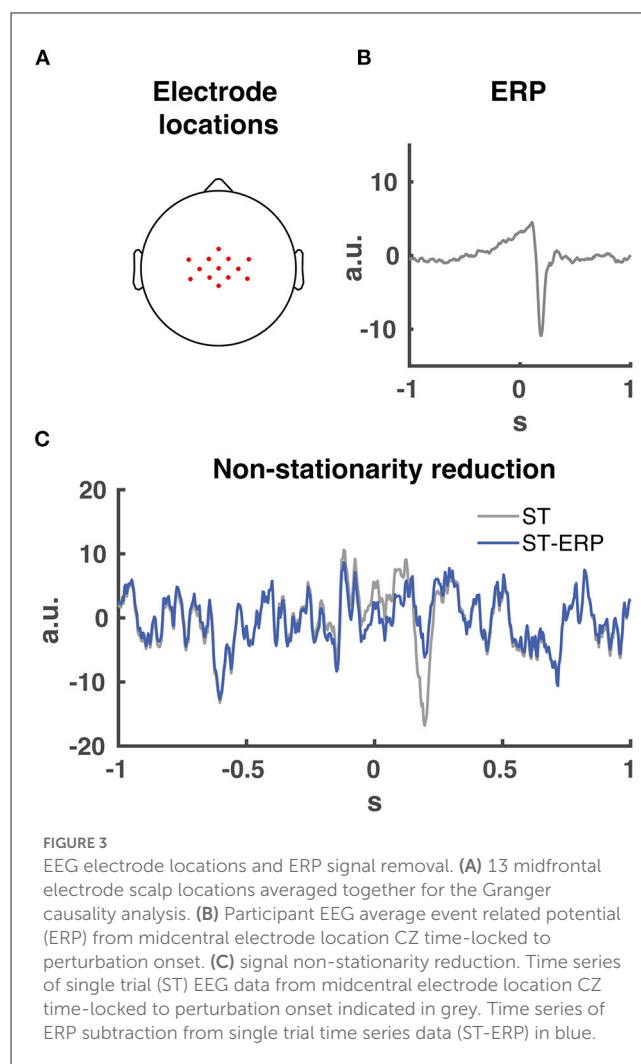 A
Electrode
locations
B
ERP
10
0
-10
a.u.
-1
0
1
s
C
Non-stationarity reduction
ST
ST-ERP
20
10
0
-10
-20
a.u.
-1
-0.5
0
0.5
1
s
FIGURE 3
EEG electrode locations and ERP signal removal. (A) 13 midfrontal
electrode scalp locations averaged together for the Granger
causality analysis. (B) Participant EEG average event related potential
(ERP) from midcentral electrode location CZ time-locked to
perturbation onset. (C) signal non-stationarity reduction. Time series
of single trial (ST) EEG data from midcentral electrode location CZ
time-locked to perturbation onset indicated in grey. Time series of
ERP subtraction from single trial time series data (ST-ERP) in blue.